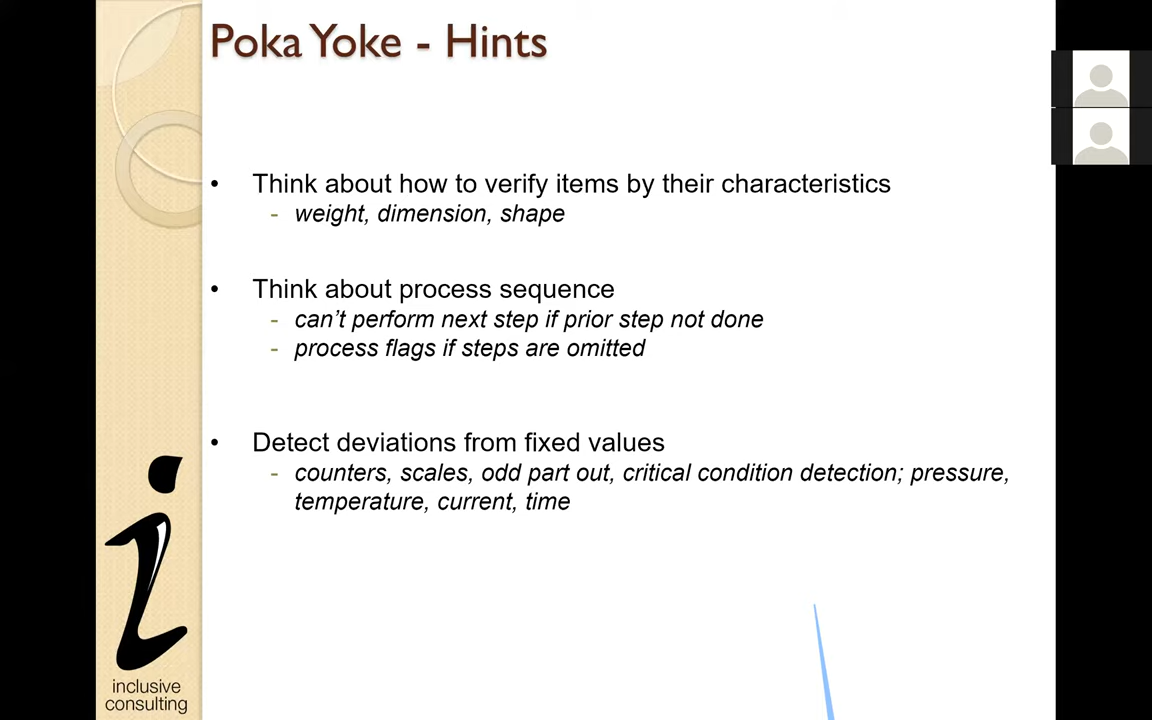 Poka Yoke - Hints
• Think about how to verify items by their characteristics
- weight, dimension, shape
• Think about process sequence
- can't perform next step if prior step not done
- process flags if steps are omitted
• Detect deviations from fixed values
- counters, scales, odd part out, critical condition detection; pressure,
temperature, current, time
inclusive
consulting